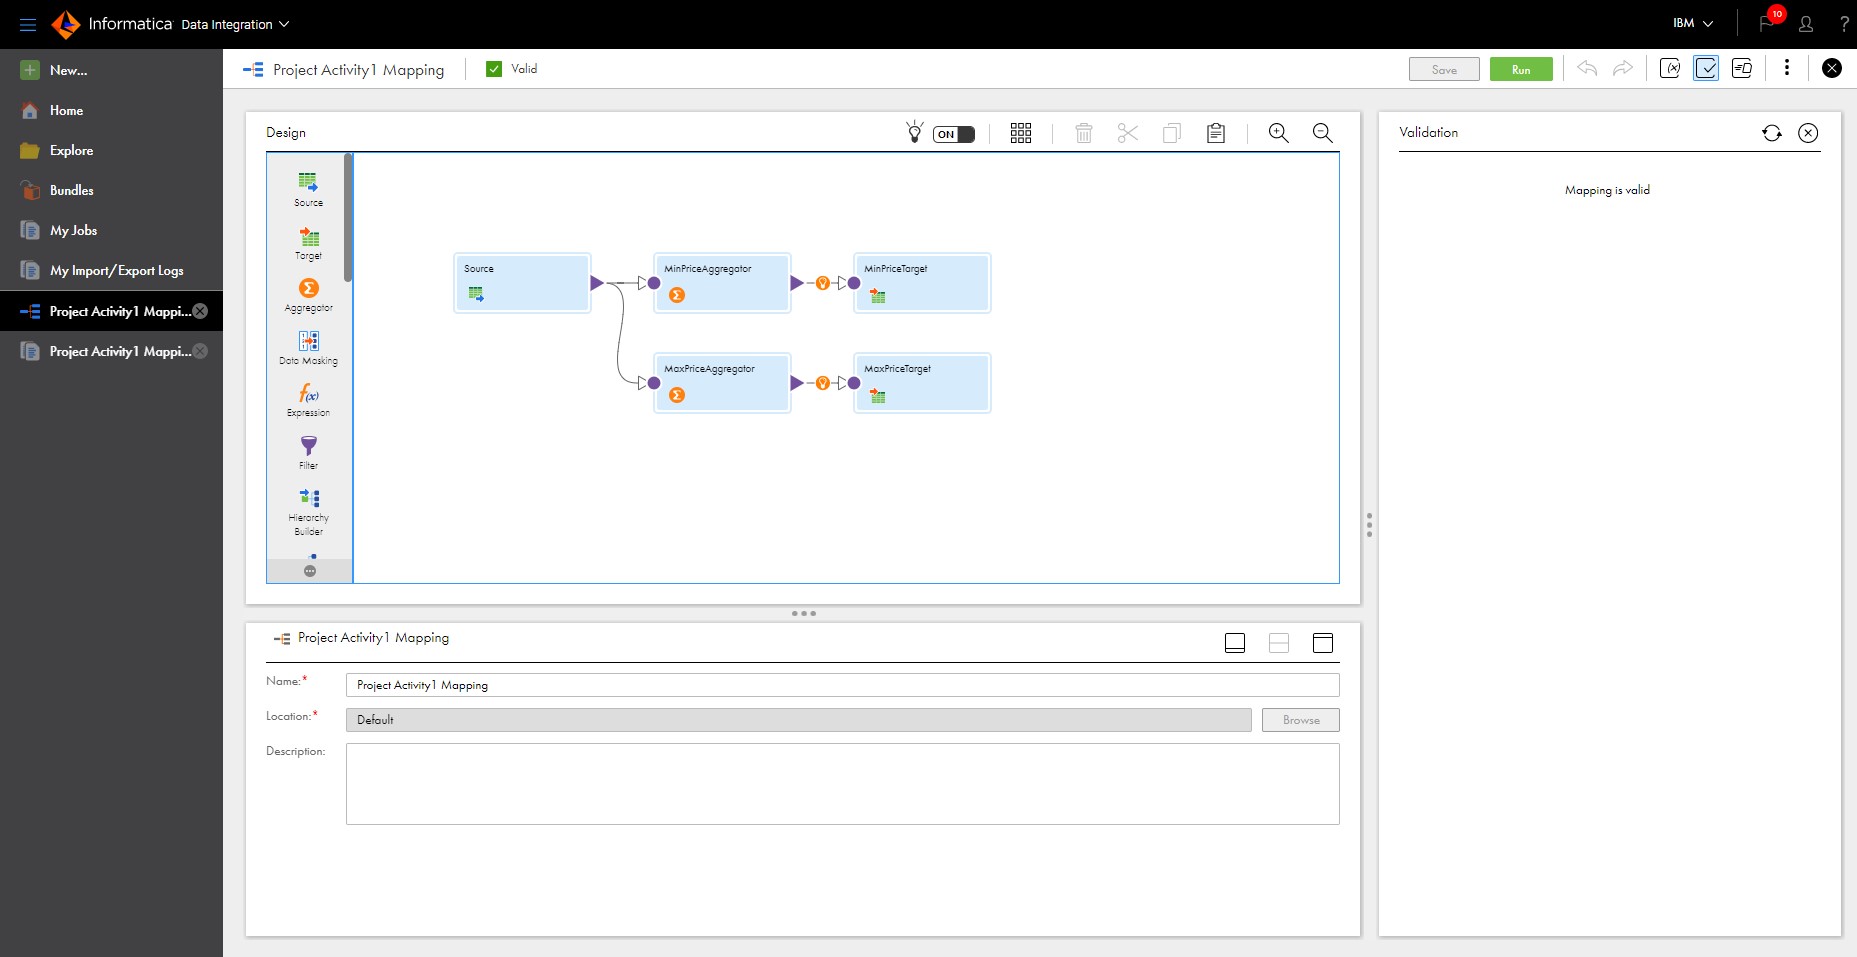 Informatica Data Integration
IBM
10
?
New...
Home
Explore
Bundles
My Jobs
My Import/Export Logs
Project Activity1 Mappi...
Project Activity1 Mappi...
Project Activity1 Mapping
Valid
Save
Run
(x)
Design
ON
Source
Target
Σ
Aggregator
Data Masking
f(x)
Expression
Filter
Hierarchy
Builder
Source
MinPriceAggregator
Σ
MinPriceTarget
MaxPriceAggregator
Σ
MaxPriceTarget
Validation
Mapping is valid
Project Activity1 Mapping
Name:*
Project Activity1 Mapping
Location:*
Default
Browse
Description: